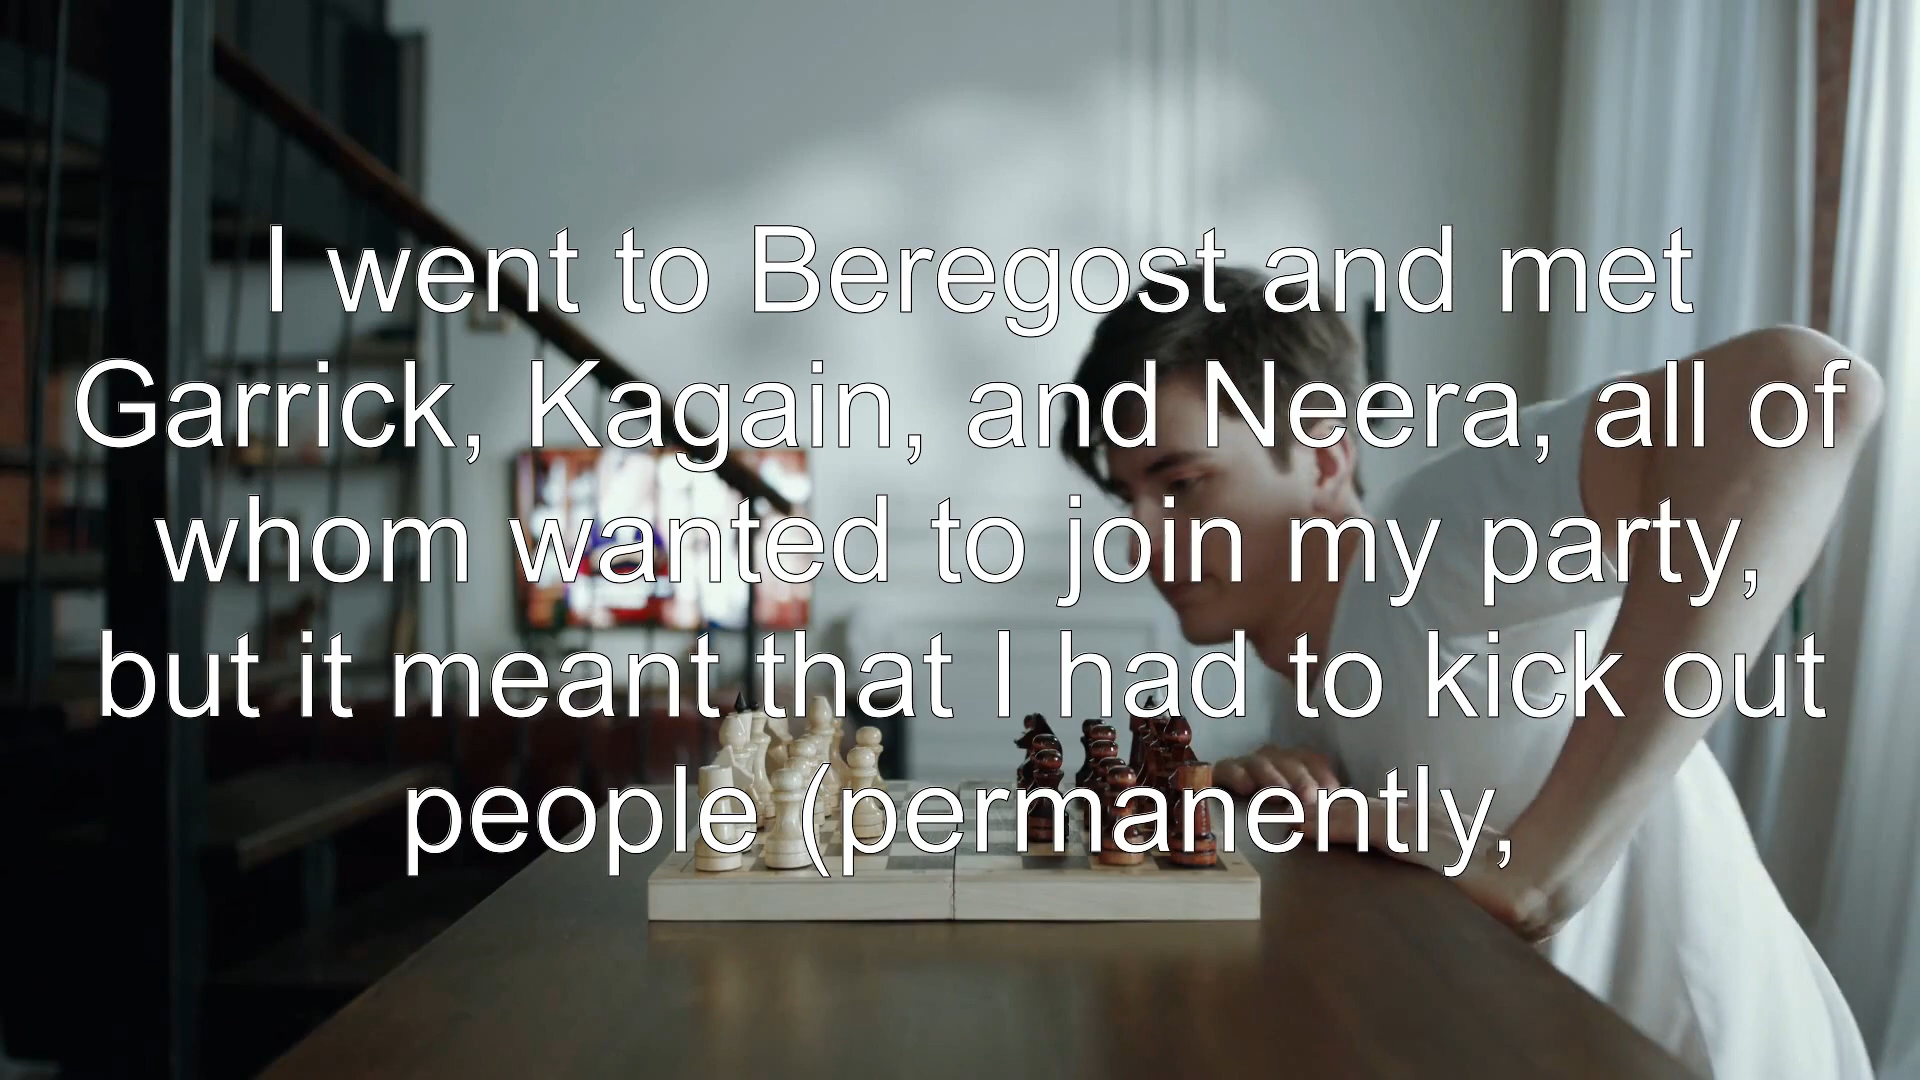 I went to Beregost and met
Garrick, Kagain, and Neera, all of
whom wanted to join my party,
but it meant that I had to kick out
people (permanently,